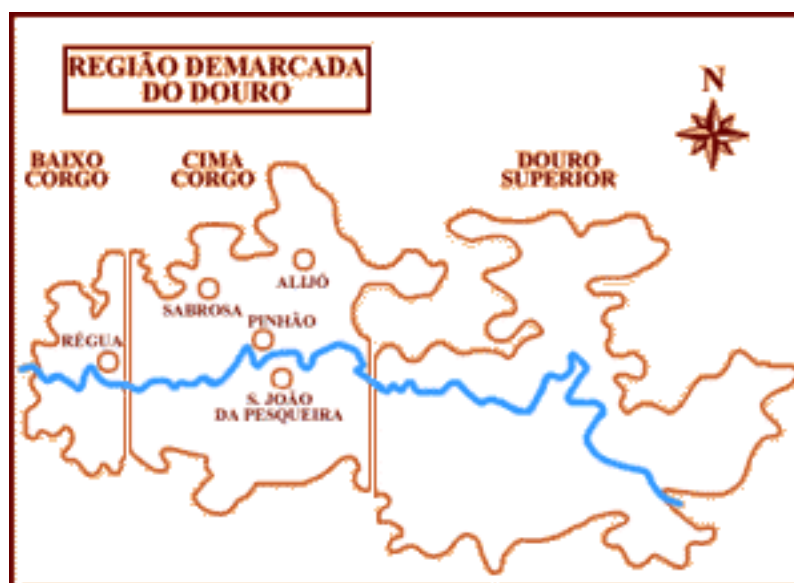 REGIÃO DEMARCADA
DO DOURO
N
BAIXO
CORGO
CIMA
CORGO
DOURO
SUPERIOR
ALIJÓ
SABROSA
PINHÃO
RÉGUA
S. JOÃO
DA PESQUEIRA